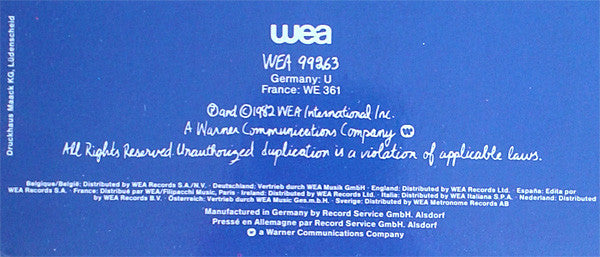 wea
WEA 99263
Germany: U
France: WE 361
Ⓟ and © 1982 WEA International Inc.
A Warner Communications Company
All Rights Reserved. Unauthorized duplication is a violation of applicable laws.
Belgique/België: Distributed by WEA Records S.A./N.V. · Deutschland: Vertrieb durch WEA Musik GmbH · England: Distributed by WEA Records Ltd. · España: Edita por
WEA Records S.A. · France: Distribué par WEA/Filipacchi Music, Paris · Ireland: Distributed by WEA Records Ltd. · Italia: Distributed by WEA Italiana S.P.A. · Nederland: Distributed
by WEA Records B.V. · Österreich: Vertrieb durch WEA Music Ges.m.b.H. · Sverige: Distributed by WEA Metronome Records AB
Manufactured in Germany by Record Service GmbH. Alsdorf
Pressé en Allemagne par Record Service GmbH. Alsdorf
a Warner Communications Company
Druckhaus Maack KG, Lüdenscheid